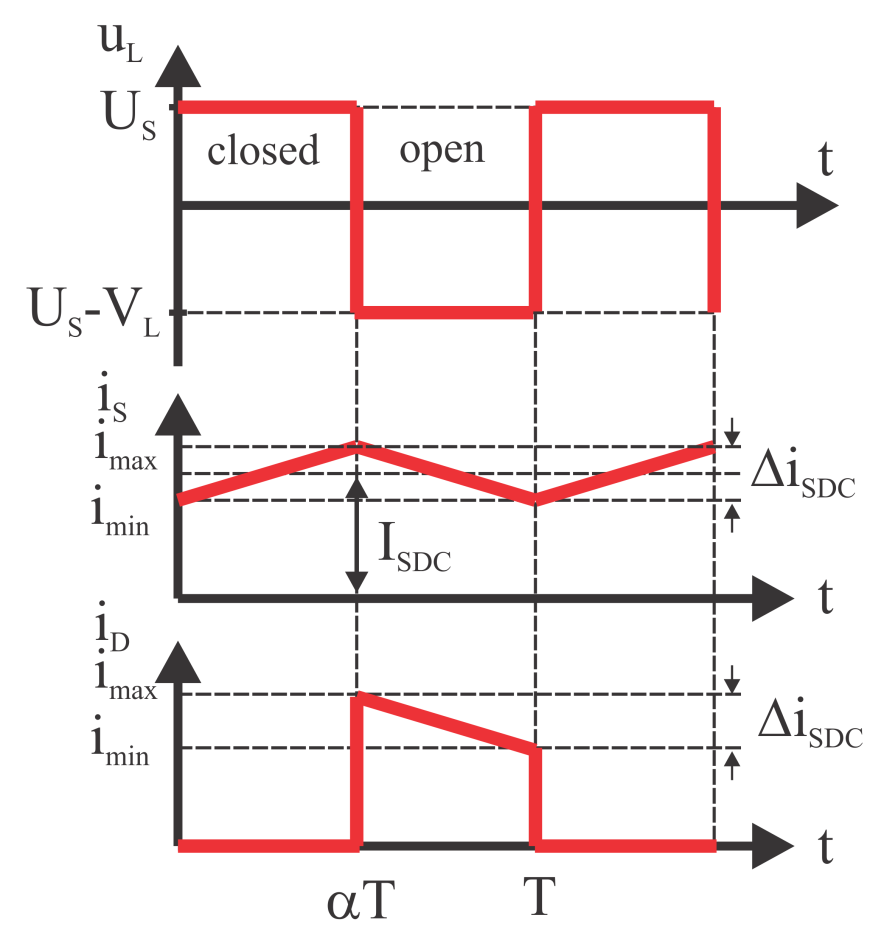 uL
US
closed
open
t
US-VL
iS
imax
imin
ΔiSDC
ISDC
t
iD
imax
imin
ΔiSDC
t
αT
T